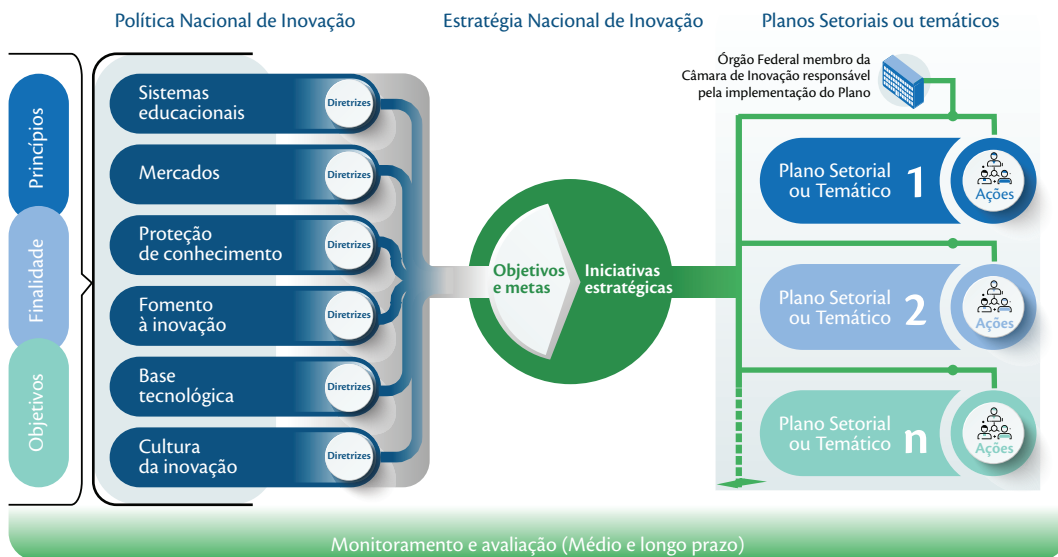 Política Nacional de Inovação
Estratégia Nacional de Inovação
Planos Setoriais ou temáticos
Princípios
Finalidade
Objetivos
Sistemas
educacionais
Diretrizes
Mercados
Diretrizes
Proteção
de conhecimento
Diretrizes
Fomento
à inovação
Diretrizes
Base
tecnológica
Diretrizes
Cultura
da inovação
Diretrizes
Objetivos
e metas
Iniciativas
estratégicas
Órgão Federal membro da
Câmara de Inovação responsável
pela implementação do Plano
Plano Setorial
ou Temático
1
Ações
Plano Setorial
ou Temático
2
Ações
Plano Setorial
ou Temático
n
Ações
Monitoramento e avaliação (Médio e longo prazo)